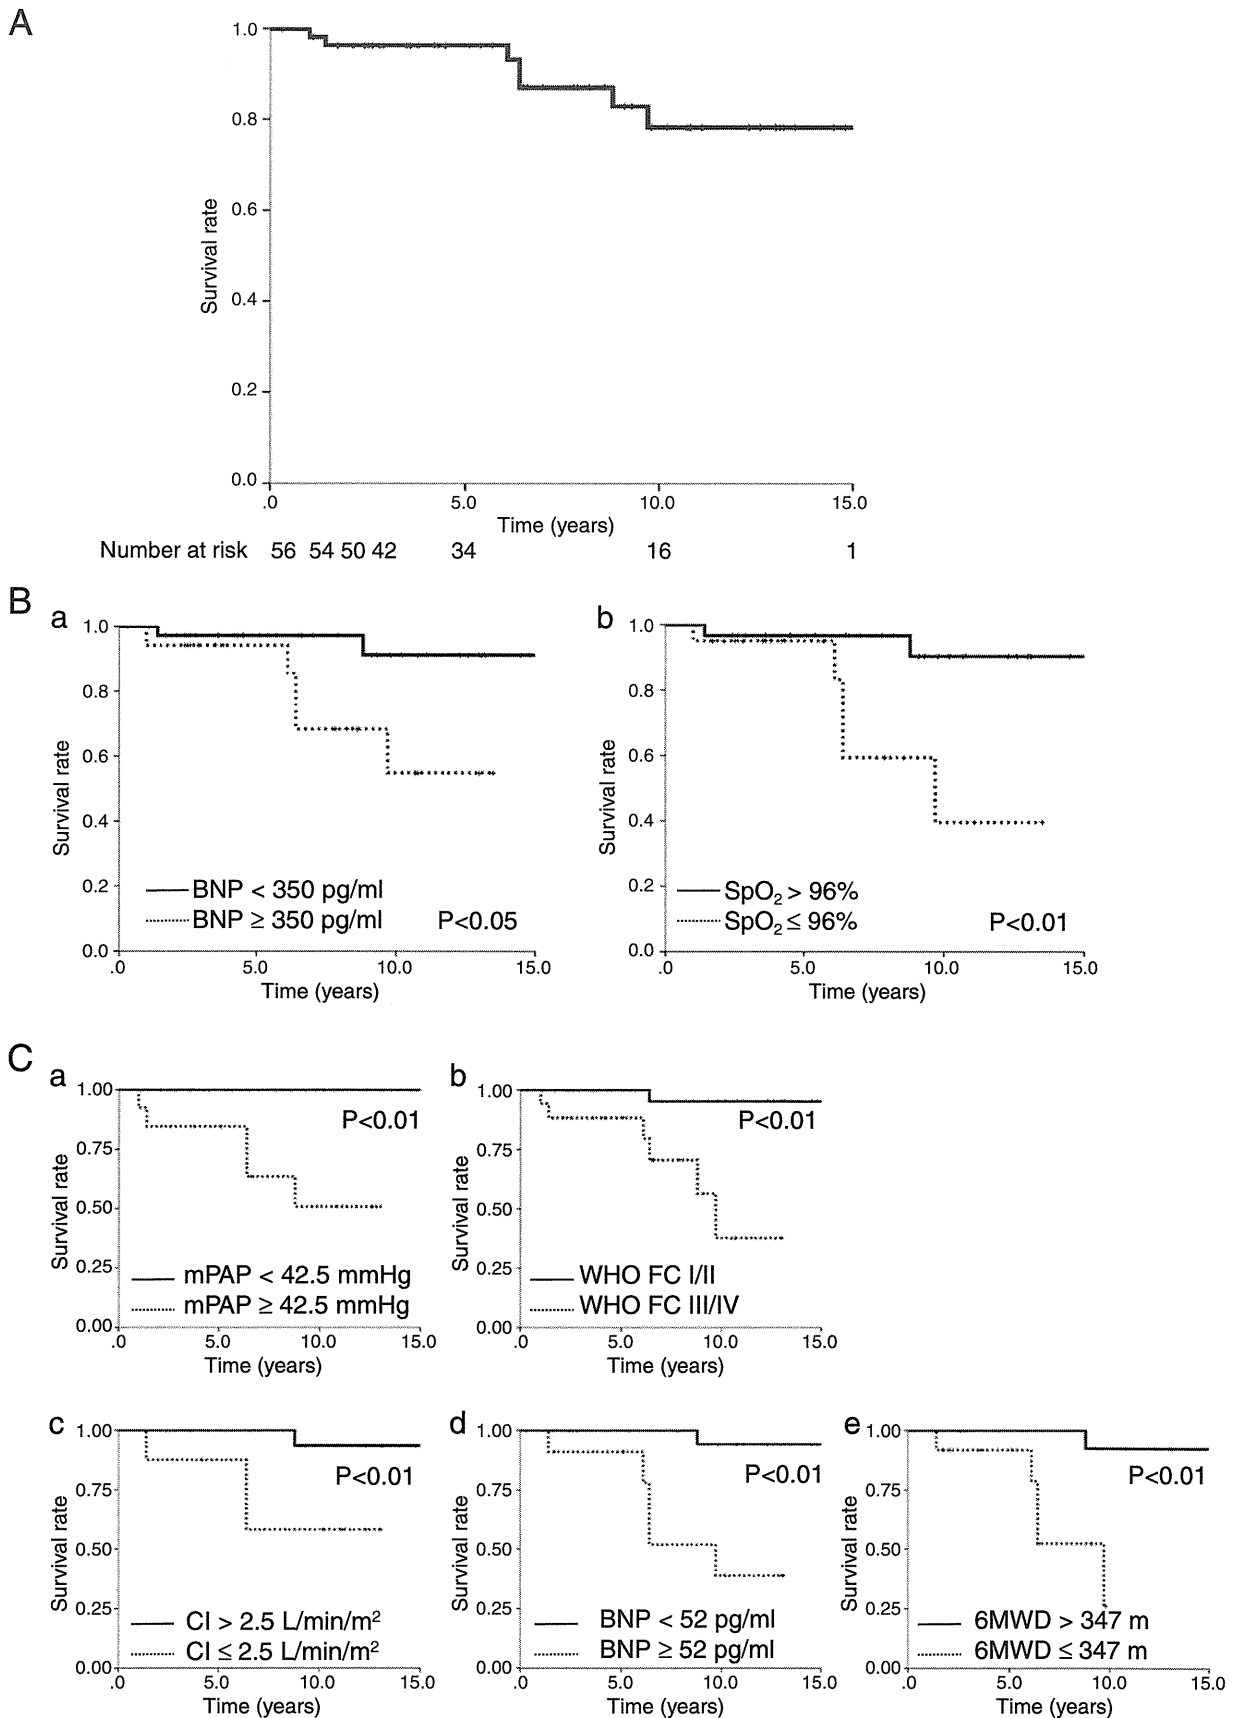 A
1.0
0.8
0.6
0.4
0.2
0.0
Survival rate
.0 5.0 10.0 15.0
Time (years)
Number at risk 56 54 50 42 34 16 1
B
a
1.0
0.8
0.6
0.4
0.2
0.0
Survival rate
BNP < 350 pg/ml
BNP ≥ 350 pg/ml
P<0.05
.0 5.0 10.0 15.0
Time (years)
b
1.0
0.8
0.6
0.4
0.2
0.0
Survival rate
SpO₂ > 96%
SpO₂ ≤ 96%
P<0.01
.0 5.0 10.0 15.0
Time (years)
C
a
1.00
0.75
0.50
0.25
0.00
Survival rate
P<0.01
mPAP < 42.5 mmHg
mPAP ≥ 42.5 mmHg
.0 5.0 10.0 15.0
Time (years)
b
1.00
0.75
0.50
0.25
0.00
Survival rate
P<0.01
WHO FC I/II
WHO FC III/IV
.0 5.0 10.0 15.0
Time (years)
c
1.00
0.75
0.50
0.25
0.00
Survival rate
P<0.01
CI > 2.5 L/min/m²
CI ≤ 2.5 L/min/m²
.0 5.0 10.0 15.0
Time (years)
d
1.00
0.75
0.50
0.25
0.00
Survival rate
P<0.01
BNP < 52 pg/ml
BNP ≥ 52 pg/ml
.0 5.0 10.0 15.0
Time (years)
e
1.00
0.75
0.50
0.25
0.00
Survival rate
P<0.01
6MWD > 347 m
6MWD ≤ 347 m
.0 5.0 10.0 15.0
Time (years)